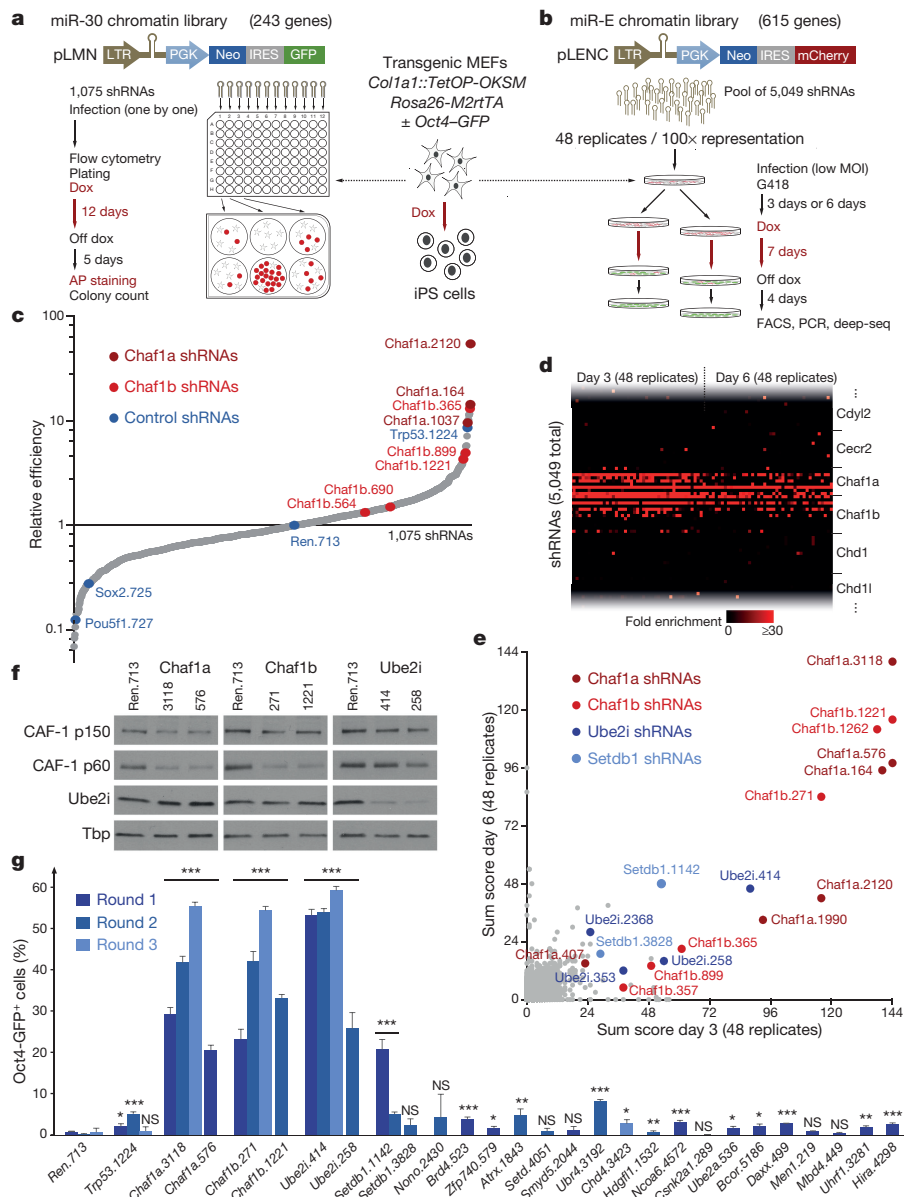 a miR-30 chromatin library (243 genes)
pLMN LTR PGK Neo IRES GFP
1,075 shRNAs
Infection (one by one)
Flow cytometry
Plating
Dox
12 days
Off dox
5 days
AP staining
Colony count
1 2 3 4 5 6 7 8 9 10 11 12
A
B
C
D
E
F
G
H
Transgenic MEFs
Col1a1::TetOP-OKSM
Rosa26-M2rtTA
± Oct4–GFP
Dox
iPS cells
b miR-E chromatin library (615 genes)
pLENC LTR PGK Neo IRES mCherry
Pool of 5,049 shRNAs
48 replicates / 100× representation
Infection (low MOI)
G418
3 days or 6 days
Dox
7 days
Off dox
4 days
FACS, PCR, deep-seq
c
Relative efficiency
100
10
1
0.1
Chaf1a shRNAs
Chaf1b shRNAs
Control shRNAs
Chaf1a.2120
Chaf1a.164
Chaf1b.365
Chaf1a.1037
Trp53.1224
Chaf1b.899
Chaf1b.1221
Chaf1b.690
Chaf1b.564
Ren.713
1,075 shRNAs
Sox2.725
Pou5f1.727
d
Day 3 (48 replicates) Day 6 (48 replicates)
shRNAs (5,049 total)
Cdyl2
Cecr2
Chaf1a
Chaf1b
Chd1
Chd1l
Fold enrichment
0 ≥30
e
Sum score day 6 (48 replicates)
144
120
96
72
48
24
0
Chaf1a shRNAs
Chaf1b shRNAs
Ube2i shRNAs
Setdb1 shRNAs
Chaf1a.3118
Chaf1b.1221
Chaf1b.1262
Chaf1a.576
Chaf1a.164
Chaf1b.271
Setdb1.1142
Ube2i.414
Chaf1a.2120
Chaf1a.1990
Ube2i.2368
Setdb1.3828
Chaf1b.365
Chaf1a.407
Ube2i.258
Ube2i.353
Chaf1b.899
Chaf1b.357
0 24 48 72 96 120 144
Sum score day 3 (48 replicates)
f
Chaf1a Chaf1b Ube2i
Ren.713 3118 576 Ren.713 271 1221 Ren.713 414 258
CAF-1 p150
CAF-1 p60
Ube2i
Tbp
g
Oct4-GFP+ cells (%)
60
50
40
30
20
10
0
Round 1
Round 2
Round 3
*** *** *** ***
* *** NS NS NS *** * ** NS NS *** * ** *** NS * * *** NS NS ** ***
Ren.713
Trp53.1224
Chaf1a.3118
Chaf1a.576
Chaf1b.271
Chaf1b.1221
Ube2i.414
Ube2i.258
Setdb1.1142
Setdb1.3828
Nono.2430
Brd4.523
Zfp740.579
Atrx.1843
Setd.4051
Smyd5.2044
Ubr4.3192
Chd4.3423
Hdgfl1.1532
Ncoa6.4572
Csnk2a1.289
Ube2a.536
Bcor.5186
Daxx.499
Men1.219
Mbd4.449
Uhrf1.3281
Hira.4298